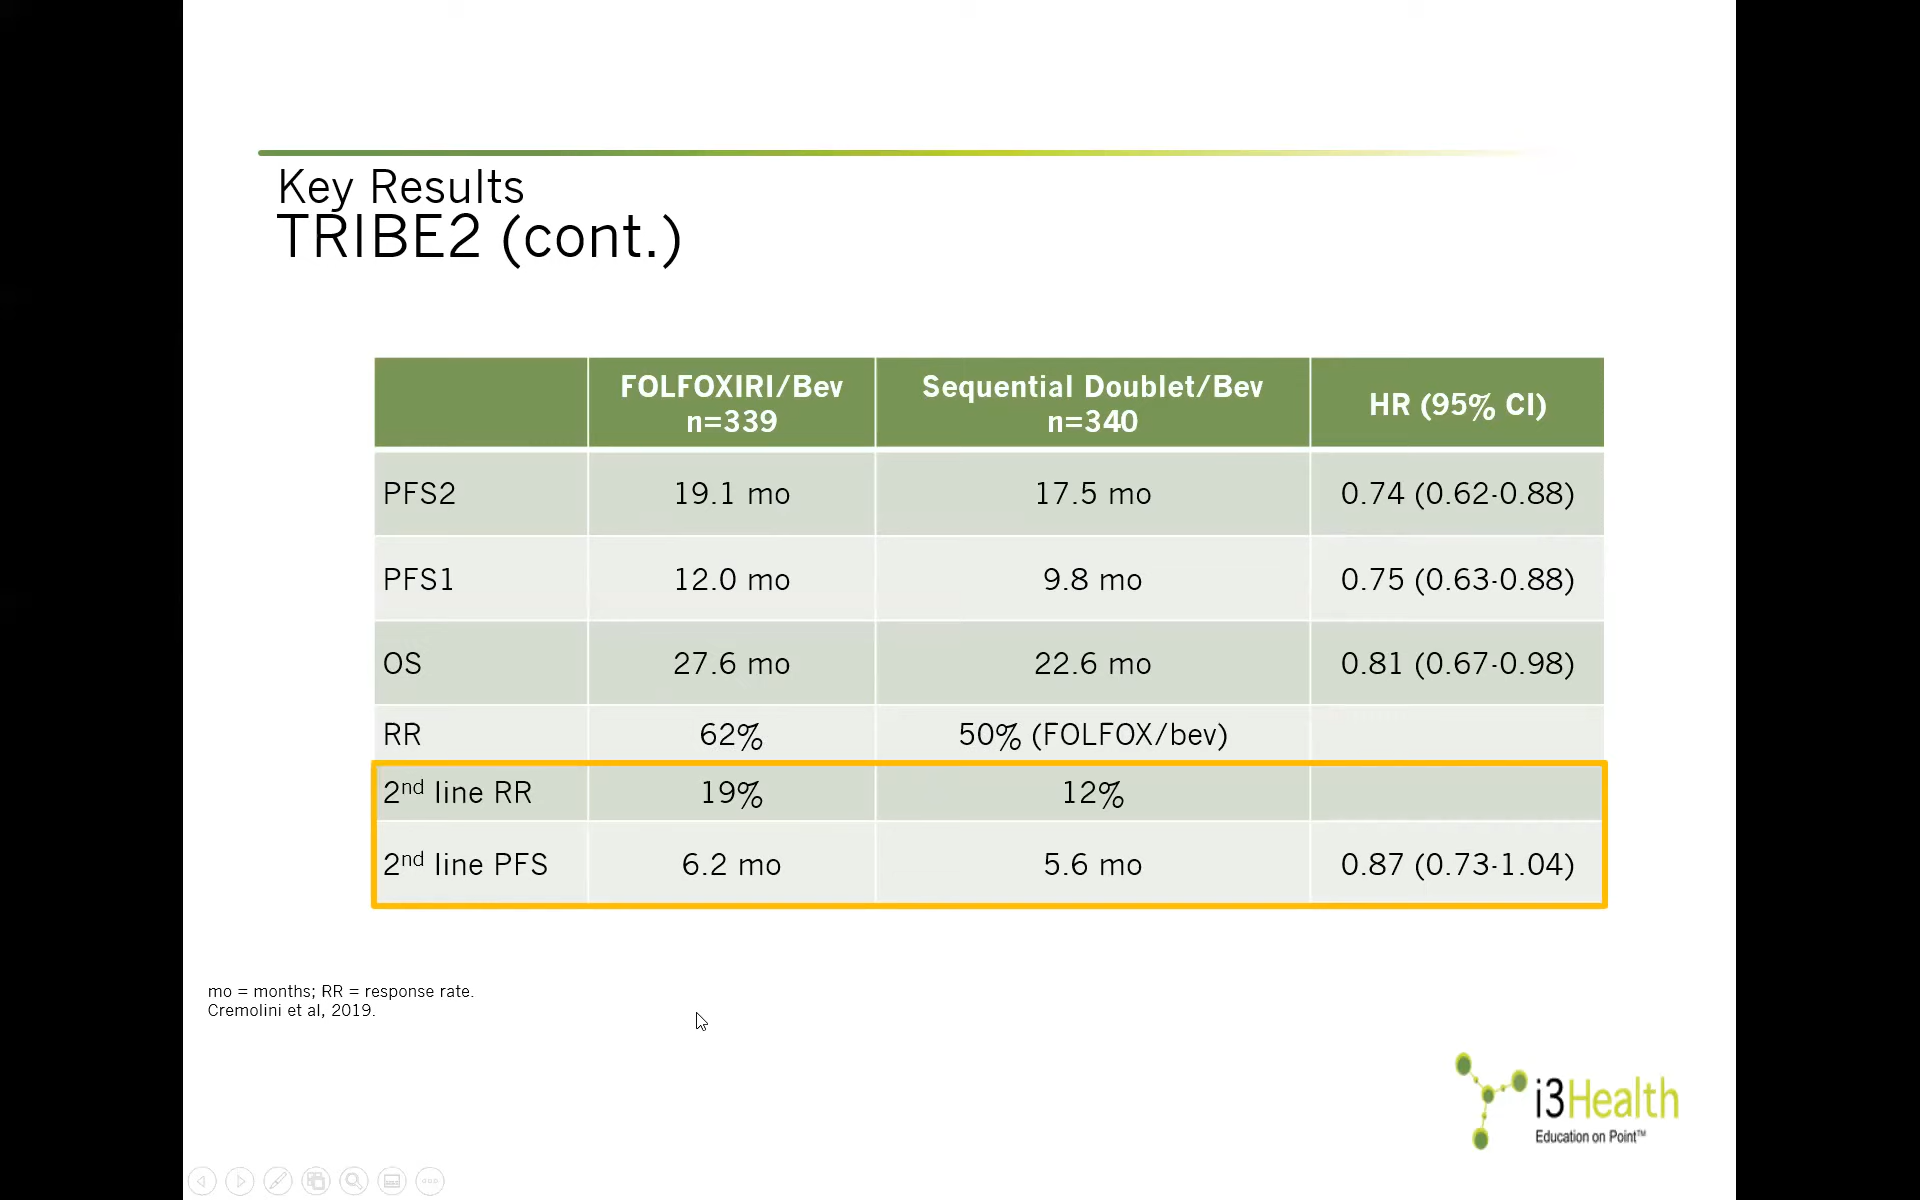 Key Results
TRIBE2 (cont.)
FOLFOXIRI/Bev n=339 Sequential Doublet/Bev n=340 HR (95% CI)
PFS2 19.1 mo 17.5 mo 0.74 (0.62-0.88)
PFS1 12.0 mo 9.8 mo 0.75 (0.63-0.88)
OS 27.6 mo 22.6 mo 0.81 (0.67-0.98)
RR 62% 50% (FOLFOX/bev)
2nd line RR 19% 12%
2nd line PFS 6.2 mo 5.6 mo 0.87 (0.73-1.04)
mo = months; RR = response rate.
Cremolini et al, 2019.
i3Health
Education on Point™